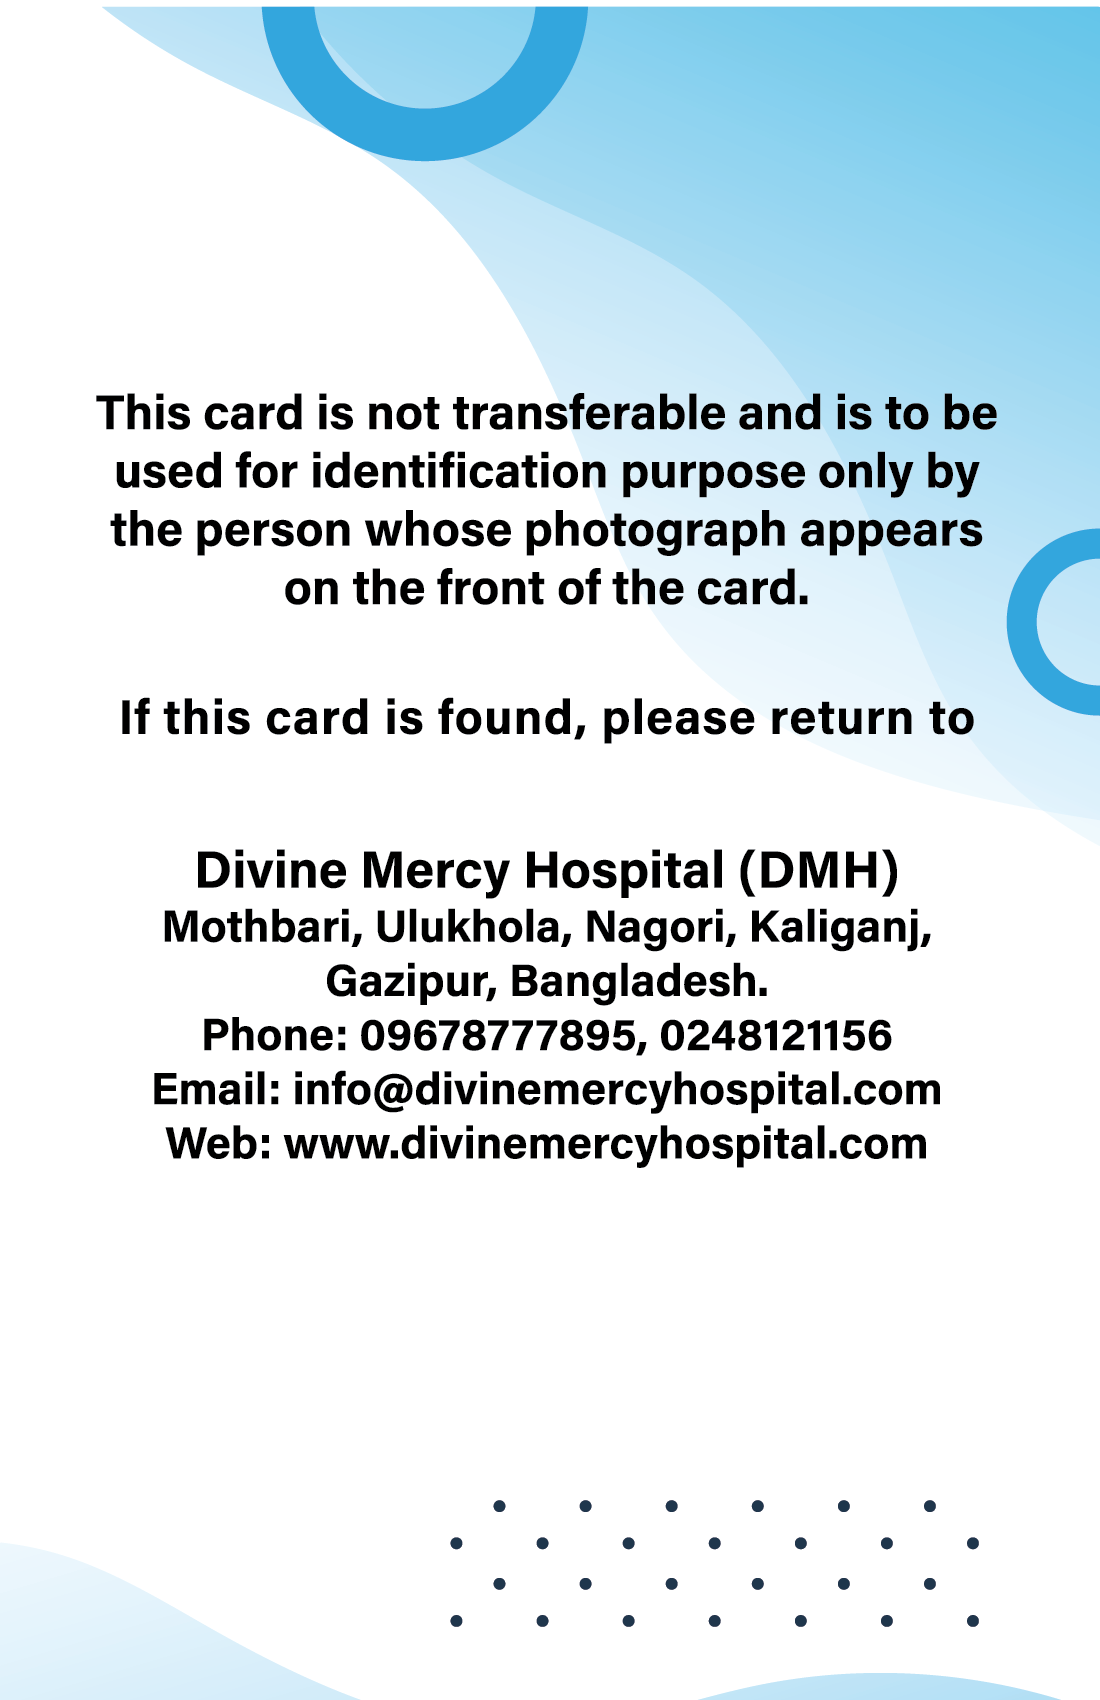 This card is not transferable and is to be
used for identification purpose only by
the person whose photograph appears
on the front of the card.
If this card is found, please return to
Divine Mercy Hospital (DMH)
Mothbari, Ulukhola, Nagori, Kaliganj,
Gazipur, Bangladesh.
Phone: 09678777895, 0248121156
Email: info@divinemercyhospital.com
Web: www.divinemercyhospital.com